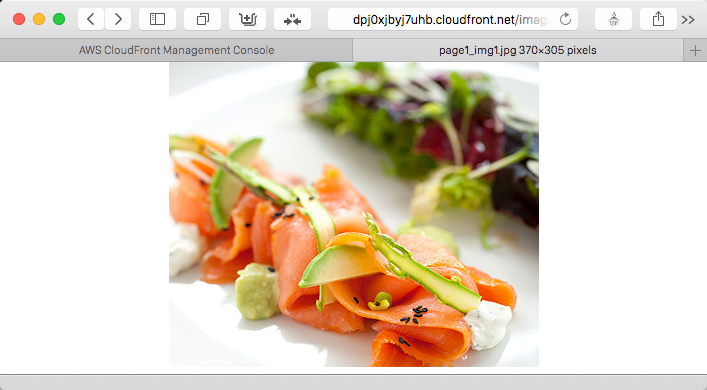 dpj0xjbyj7uhb.cloudfront.net/imag
AWS CloudFront Management Console
page1_img1.jpg 370×305 pixels